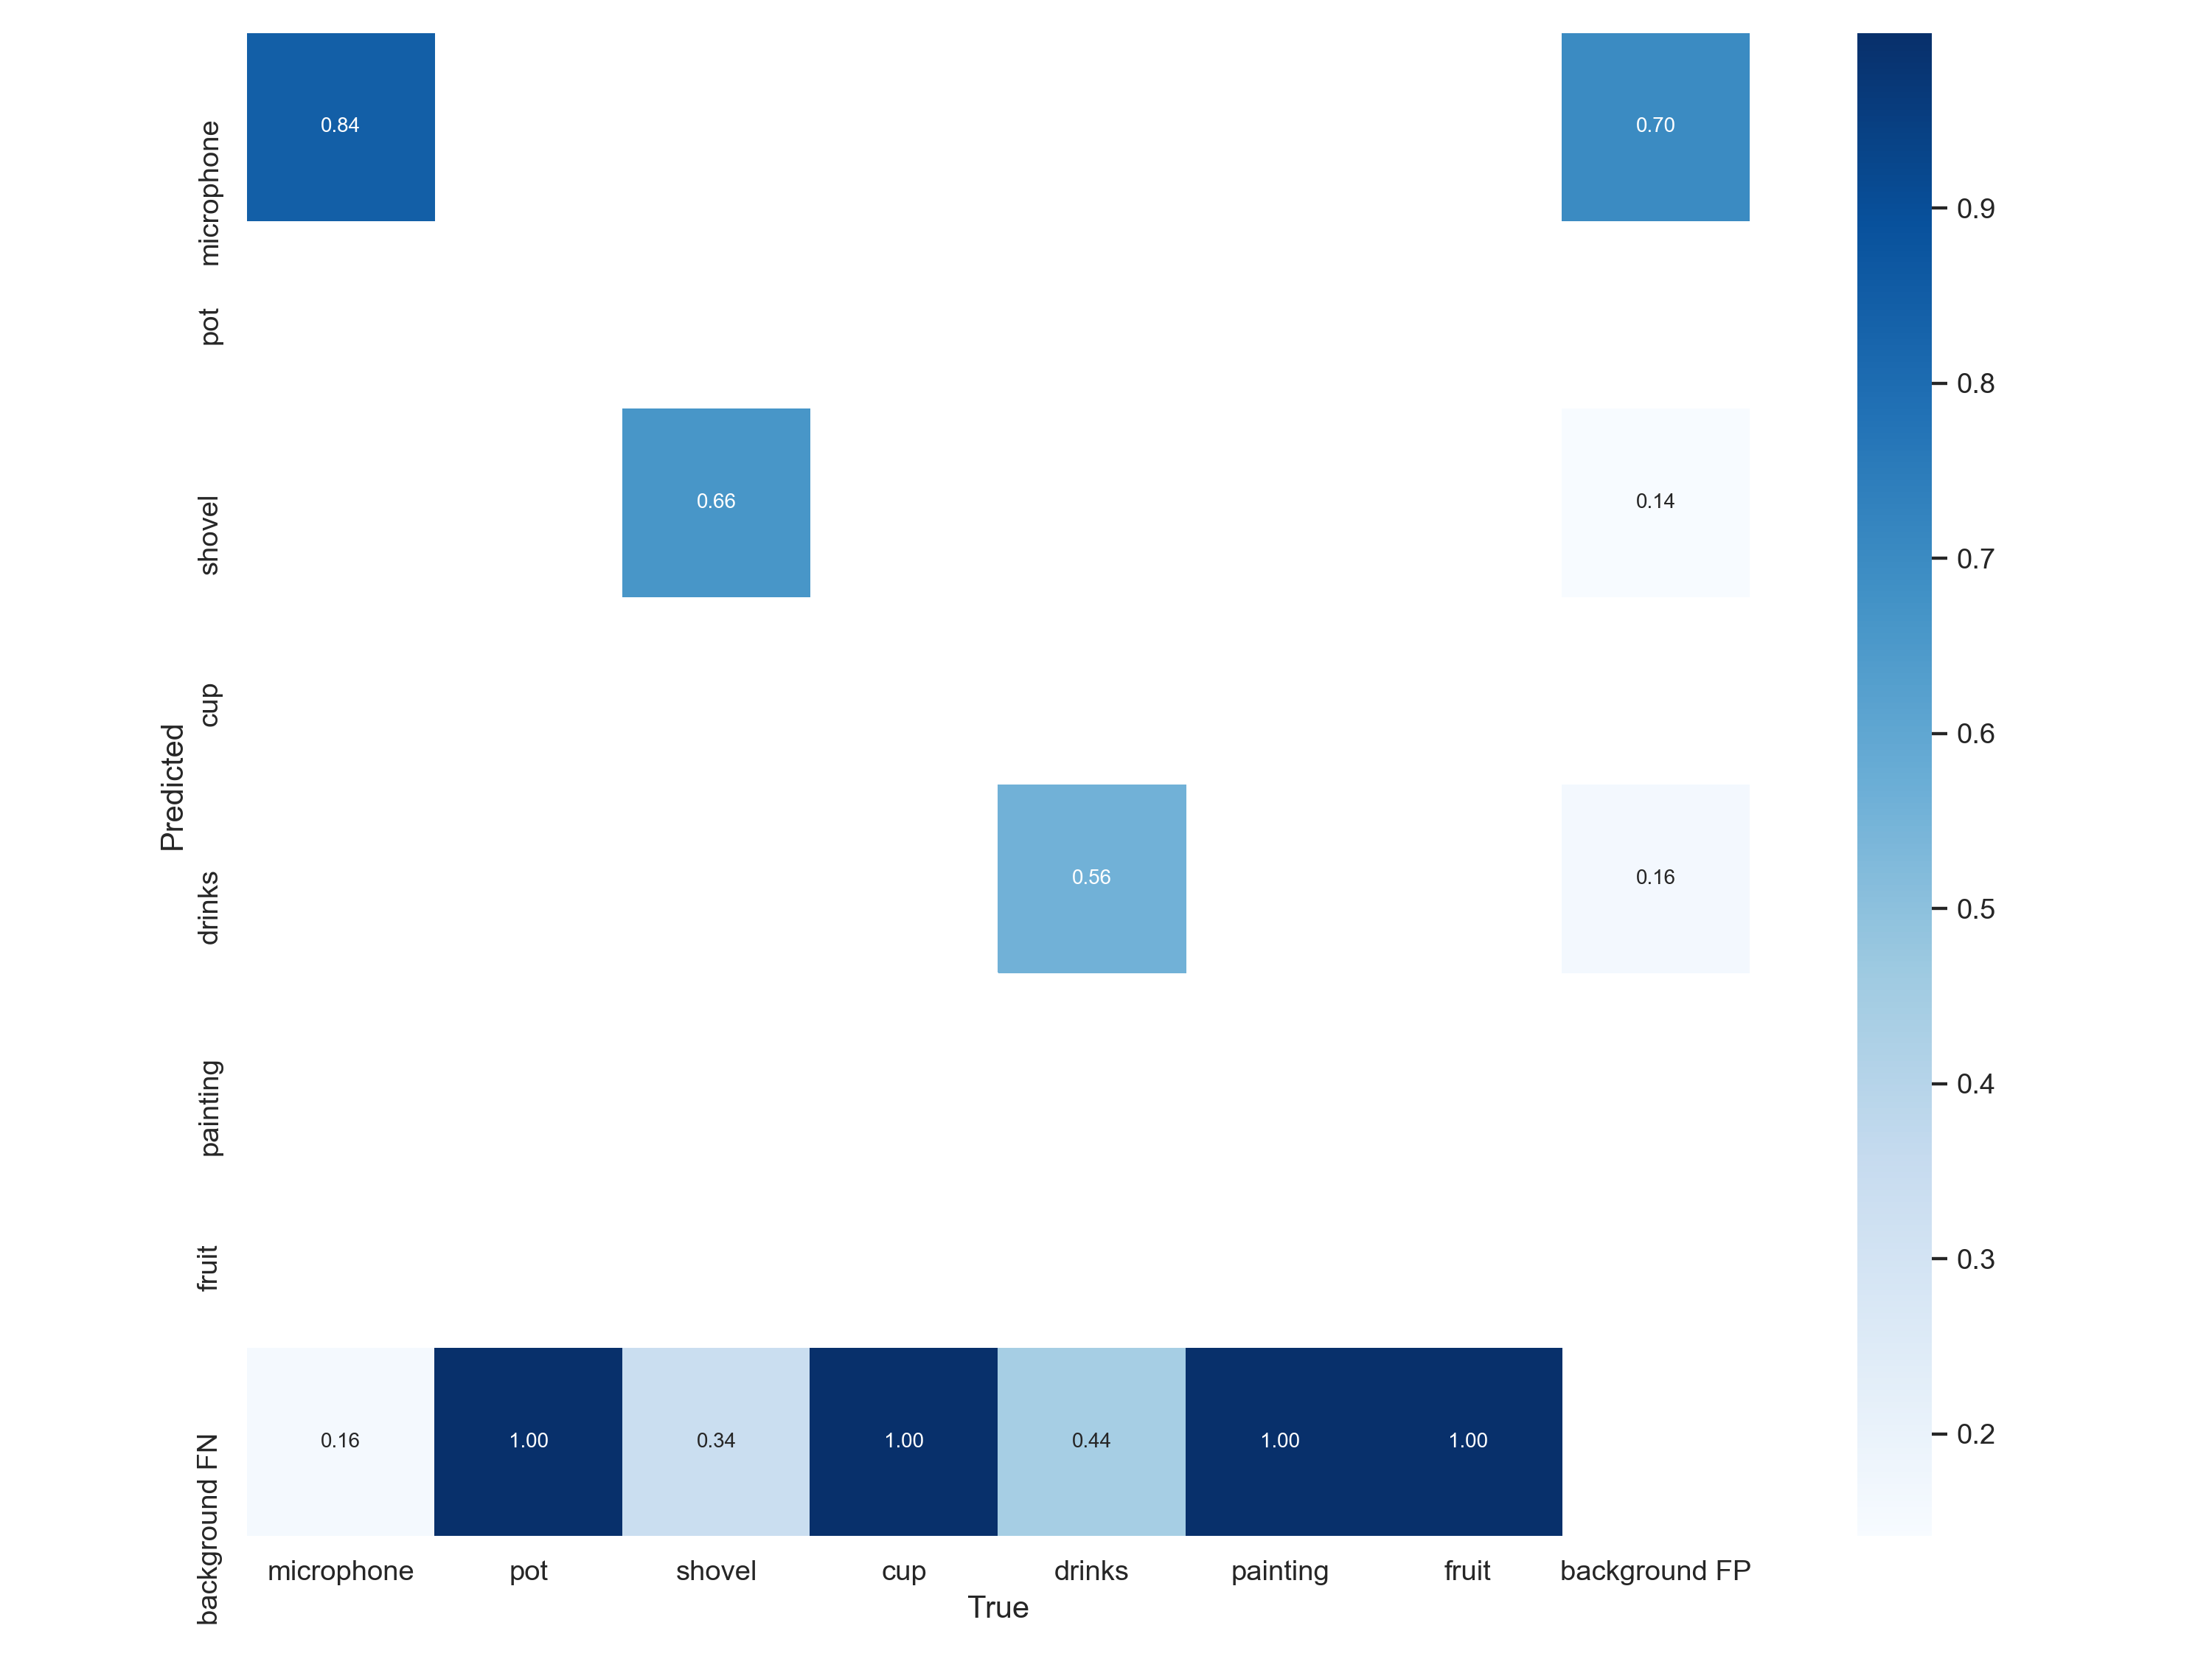 microphone
0.84
0.70
pot
shovel
0.66
0.14
cup
drinks
0.56
0.16
painting
fruit
background FN
0.16 1.00 0.34 1.00 0.44 1.00 1.00
Predicted
microphone pot shovel cup drinks painting fruit background FP
True
0.9
0.8
0.7
0.6
0.5
0.4
0.3
0.2